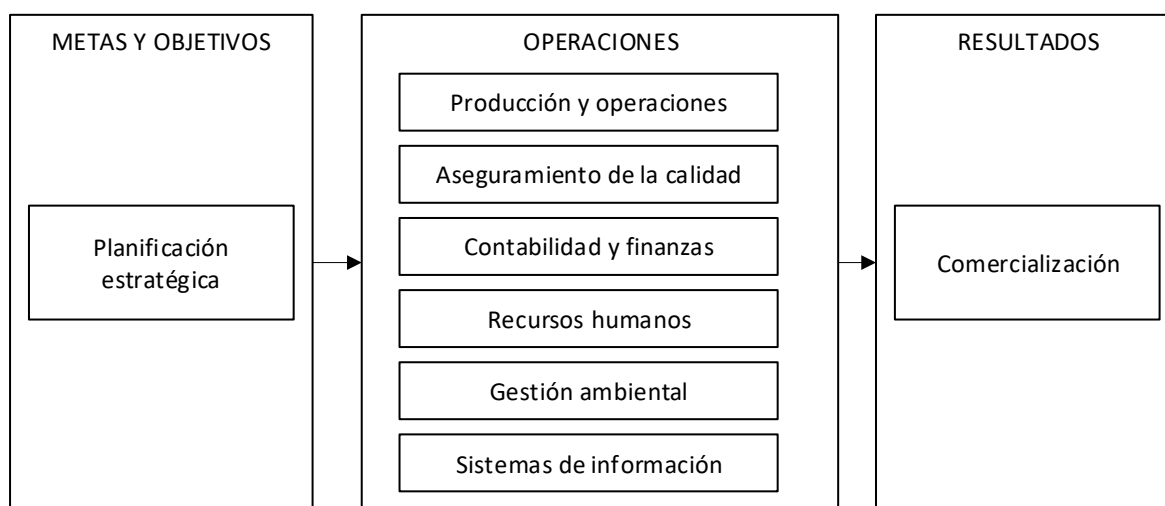 METAS Y OBJETIVOS
Planificación
estratégica
OPERACIONES
Producción y operaciones
Aseguramiento de la calidad
Contabilidad y finanzas
Recursos humanos
Gestión ambiental
Sistemas de información
RESULTADOS
Comercialización